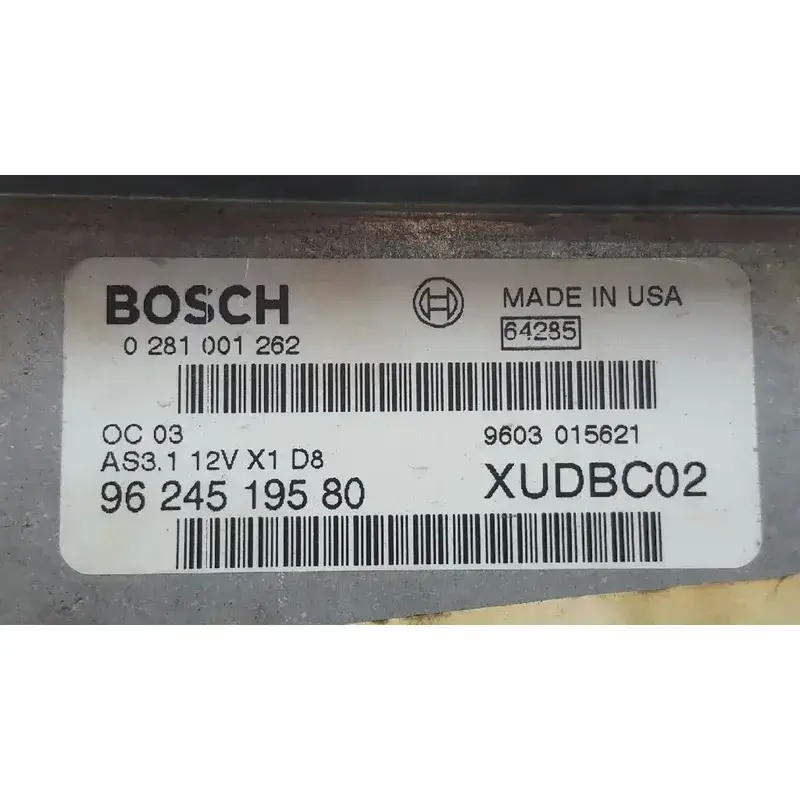 BOSCH
MADE IN USA
0 281 001 262
64285
OC 03
9603 015621
AS3.1 12V X1 D8
96 245 195 80
XUDBC02